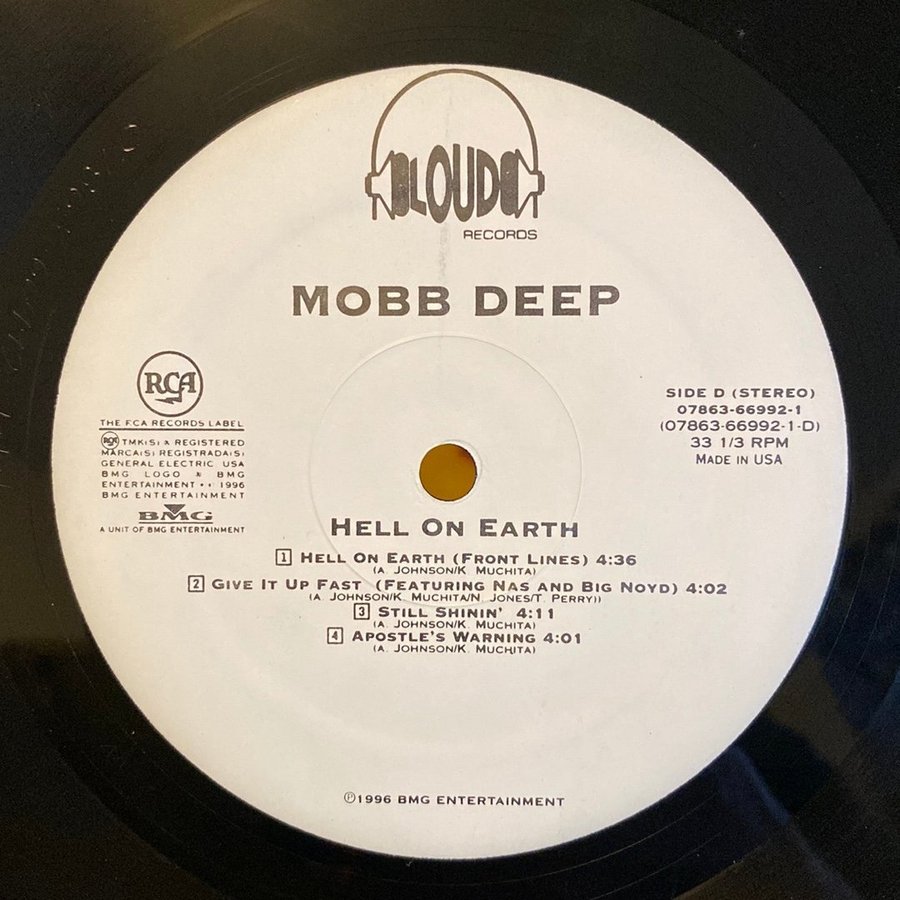 LOUD
RECORDS
MOBB DEEP
RCA
THE RCA RECORDS LABEL
RCA TMK(S) ® REGISTERED
MARCA(S) REGISTRADA(S)
GENERAL ELECTRIC USA
BMG LOGO ® BMG
ENTERTAINMENT • © 1996
BMG ENTERTAINMENT
BMG
A UNIT OF BMG ENTERTAINMENT
SIDE D (STEREO)
07863-66992-1
(07863-66992-1-D)
33 1/3 RPM
MADE IN USA
HELL ON EARTH
1 HELL ON EARTH (FRONT LINES) 4:36
(A. JOHNSON/K. MUCHITA)
2 GIVE IT UP FAST (FEATURING NAS AND BIG NOYD) 4:02
(A. JOHNSON/K. MUCHITA/N. JONES/T. PERRY))
3 STILL SHININ' 4:11
(A. JOHNSON/K. MUCHITA)
4 APOSTLE'S WARNING 4:01
(A. JOHNSON/K. MUCHITA)
℗1996 BMG ENTERTAINMENT